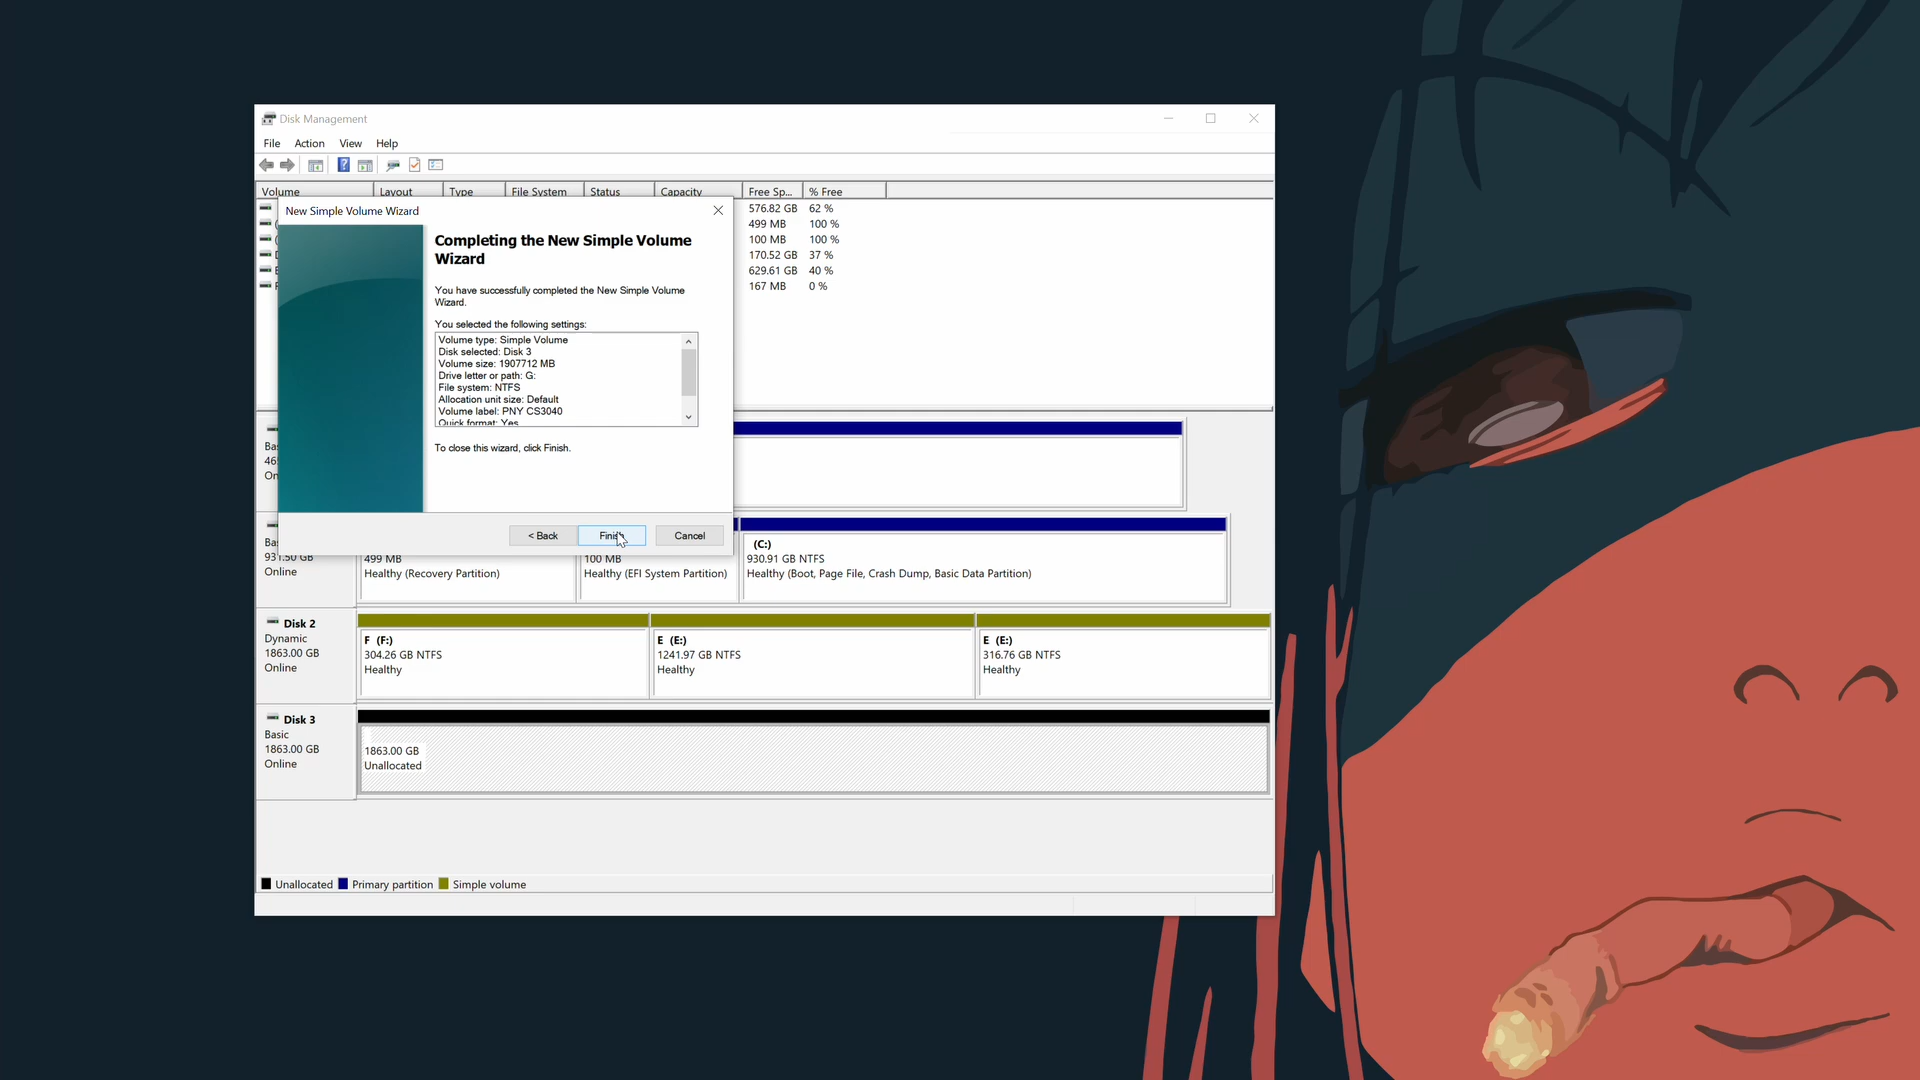 Disk Management
File Action View Help
Volume Layout Type File System Status Capacity Free Sp... % Free
576.82 GB 62 %
499 MB 100 %
100 MB 100 %
170.52 GB 37 %
629.61 GB 40 %
167 MB 0 %
New Simple Volume Wizard
Completing the New Simple Volume
Wizard
You have successfully completed the New Simple Volume
Wizard.
You selected the following settings:
Volume type: Simple Volume
Disk selected: Disk 3
Volume size: 1907712 MB
Drive letter or path: G:
File system: NTFS
Allocation unit size: Default
Volume label: PNY CS3040
Quick format: Yes
To close this wizard, click Finish.
< Back Finish Cancel
Online
499 MB
Healthy (Recovery Partition)
100 MB
Healthy (EFI System Partition)
(C:)
930.91 GB NTFS
Healthy (Boot, Page File, Crash Dump, Basic Data Partition)
Disk 2
Dynamic
1863.00 GB
Online
F (F:)
304.26 GB NTFS
Healthy
E (E:)
1241.97 GB NTFS
Healthy
E (E:)
316.76 GB NTFS
Healthy
Disk 3
Basic
1863.00 GB
Online
1863.00 GB
Unallocated
Unallocated Primary partition Simple volume